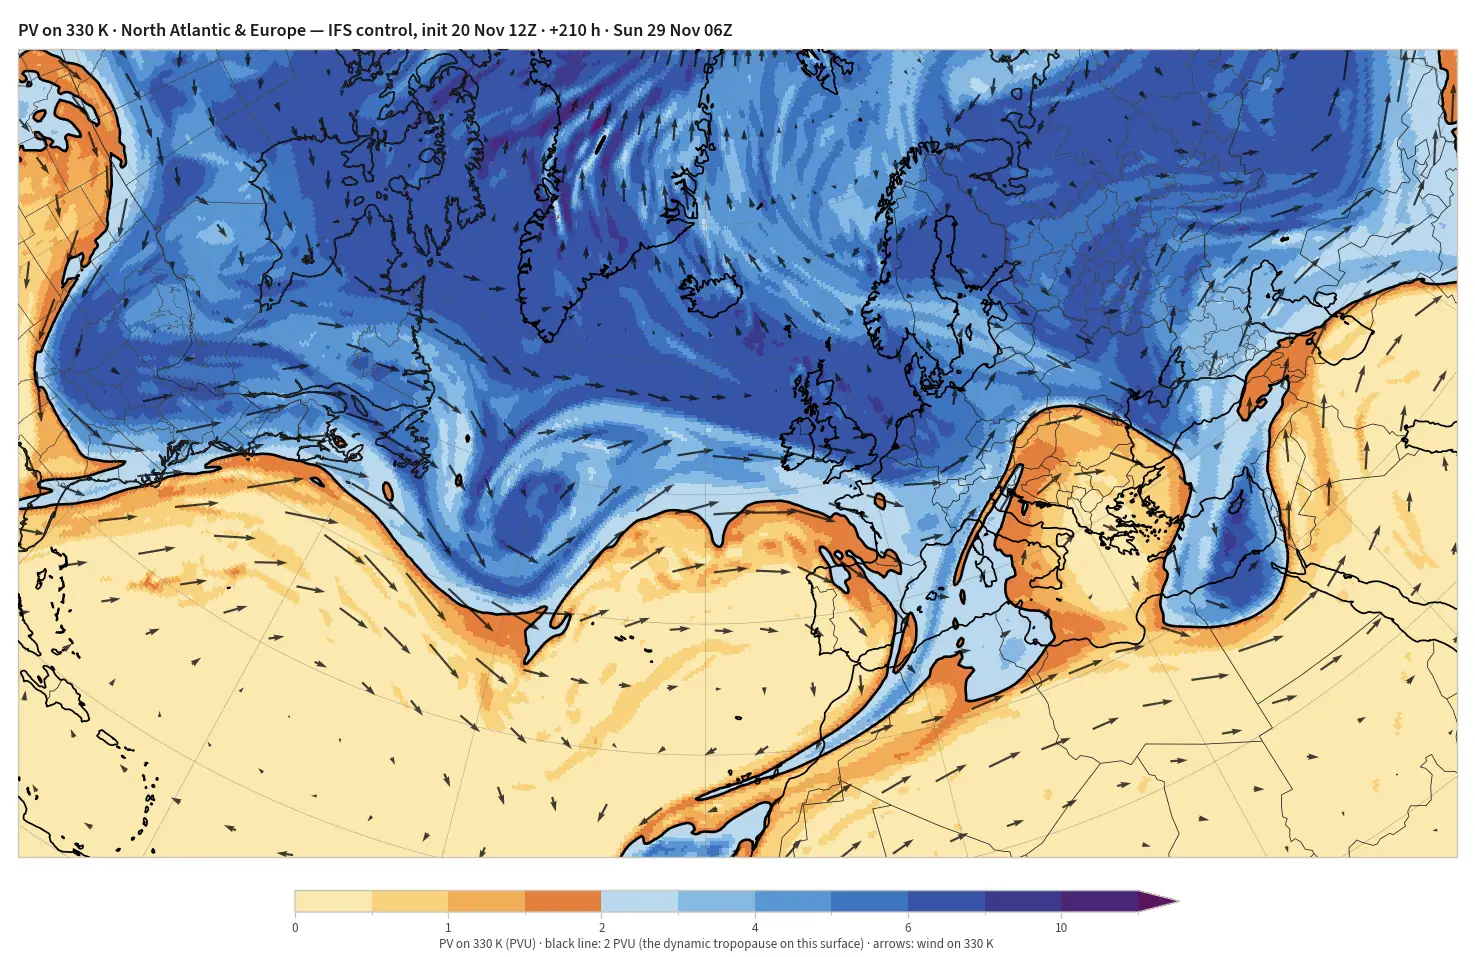 PV on 330 K · North Atlantic & Europe — IFS control, init 20 Nov 12Z · +210 h · Sun 29 Nov 06Z
0 1 2 4 6 10
PV on 330 K (PVU) · black line: 2 PVU (the dynamic tropopause on this surface) · arrows: wind on 330 K